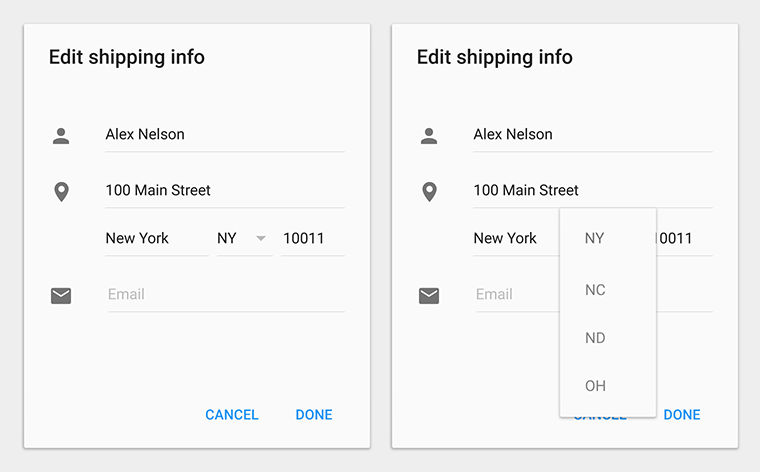 Edit shipping info
Alex Nelson
100 Main Street
New York NY 10011
Email
CANCEL DONE
Edit shipping info
Alex Nelson
100 Main Street
New York NY 10011
Email NC
ND
OH
CANCEL DONE